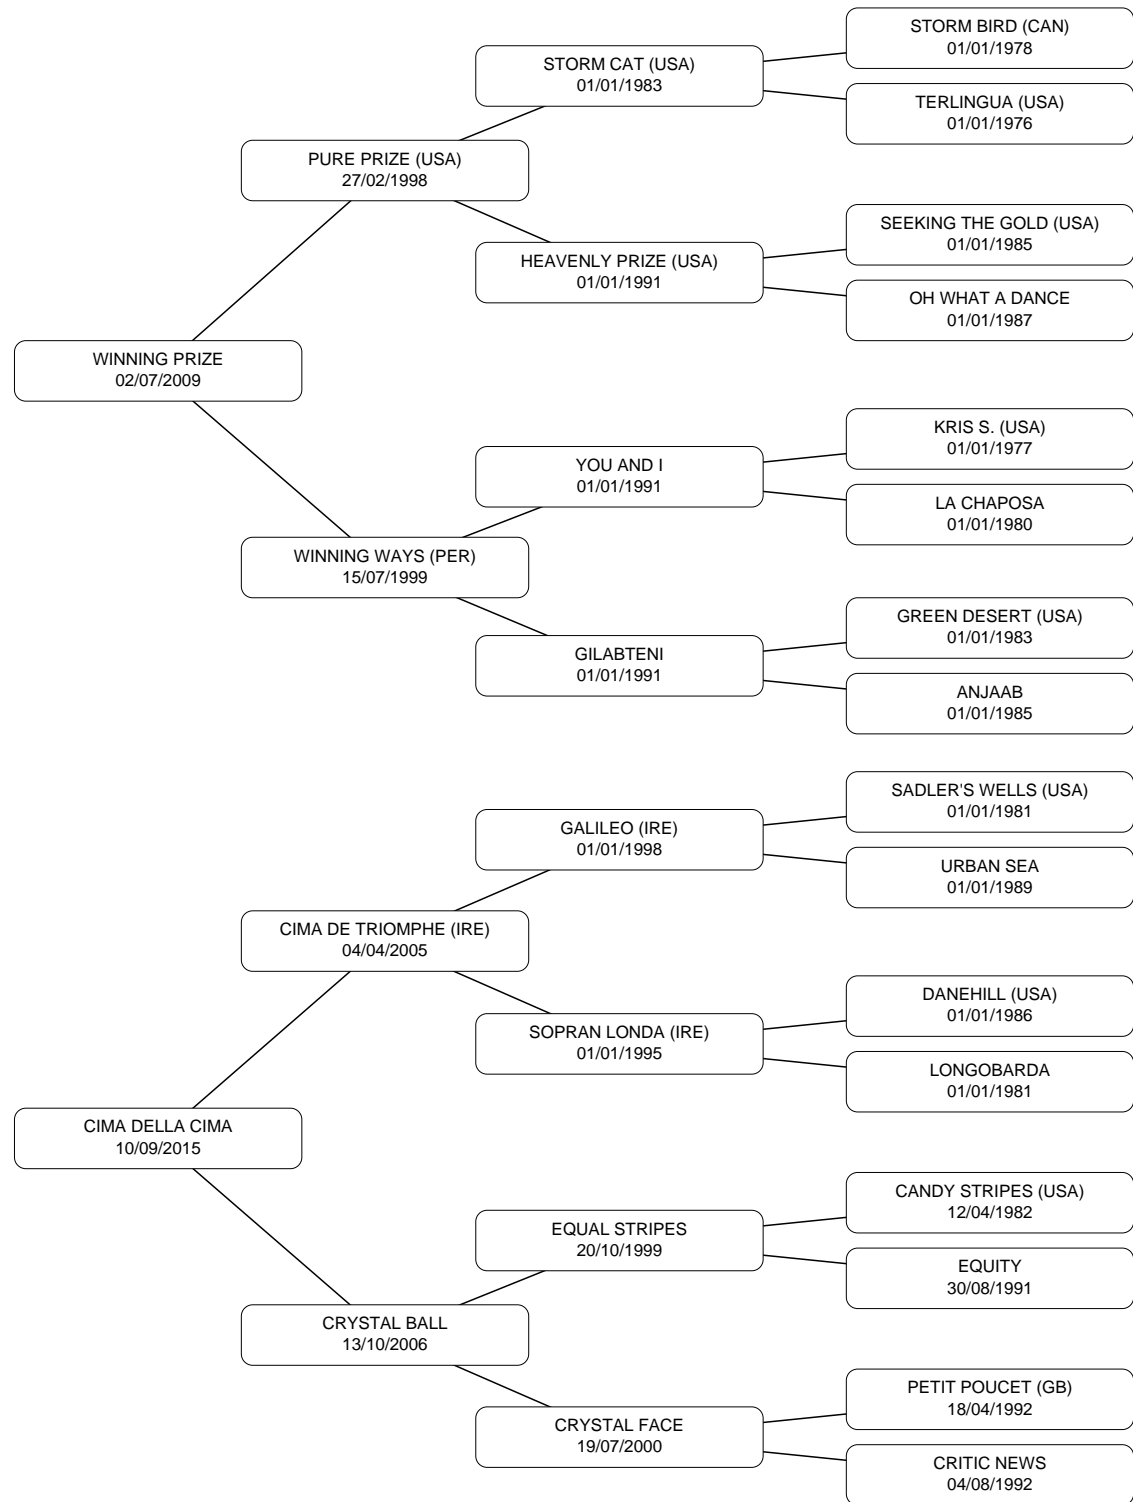 STORM BIRD (CAN)
01/01/1978
STORM CAT (USA)
01/01/1983
TERLINGUA (USA)
01/01/1976
PURE PRIZE (USA)
27/02/1998
SEEKING THE GOLD (USA)
01/01/1985
HEAVENLY PRIZE (USA)
01/01/1991
OH WHAT A DANCE
01/01/1987
WINNING PRIZE
02/07/2009
KRIS S. (USA)
01/01/1977
YOU AND I
01/01/1991
LA CHAPOSA
01/01/1980
WINNING WAYS (PER)
15/07/1999
GREEN DESERT (USA)
01/01/1983
GILABTENI
01/01/1991
ANJAAB
01/01/1985
SADLER'S WELLS (USA)
01/01/1981
GALILEO (IRE)
01/01/1998
URBAN SEA
01/01/1989
CIMA DE TRIOMPHE (IRE)
04/04/2005
DANEHILL (USA)
01/01/1986
SOPRAN LONDA (IRE)
01/01/1995
LONGOBARDA
01/01/1981
CIMA DELLA CIMA
10/09/2015
CANDY STRIPES (USA)
12/04/1982
EQUAL STRIPES
20/10/1999
EQUITY
30/08/1991
CRYSTAL BALL
13/10/2006
PETIT POUCET (GB)
18/04/1992
CRYSTAL FACE
19/07/2000
CRITIC NEWS
04/08/1992